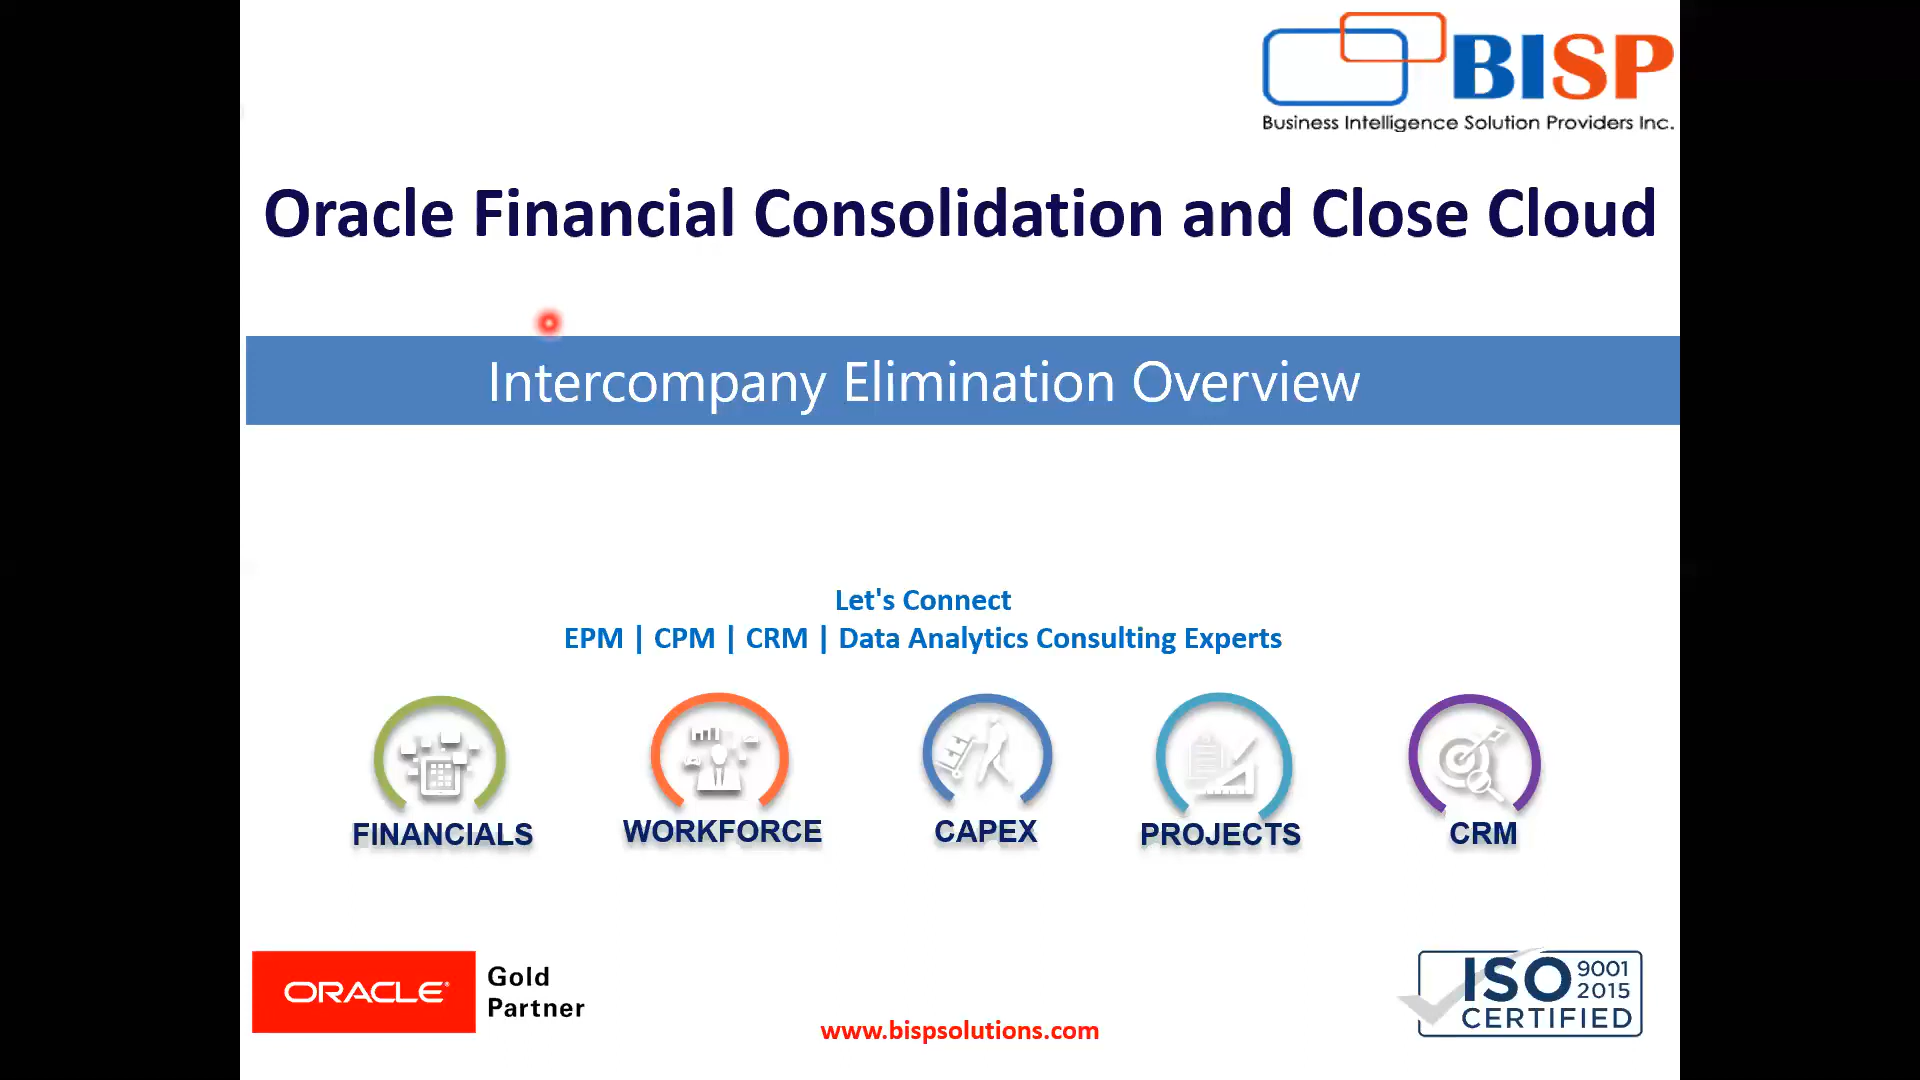 BISP
Business Intelligence Solution Providers Inc.
Oracle Financial Consolidation and Close Cloud
Intercompany Elimination Overview
Let's Connect
EPM | CPM | CRM | Data Analytics Consulting Experts
FINANCIALS
WORKFORCE
CAPEX
PROJECTS
CRM
ORACLE®
Gold
Partner
www.bispsolutions.com
ISO 9001
2015
CERTIFIED